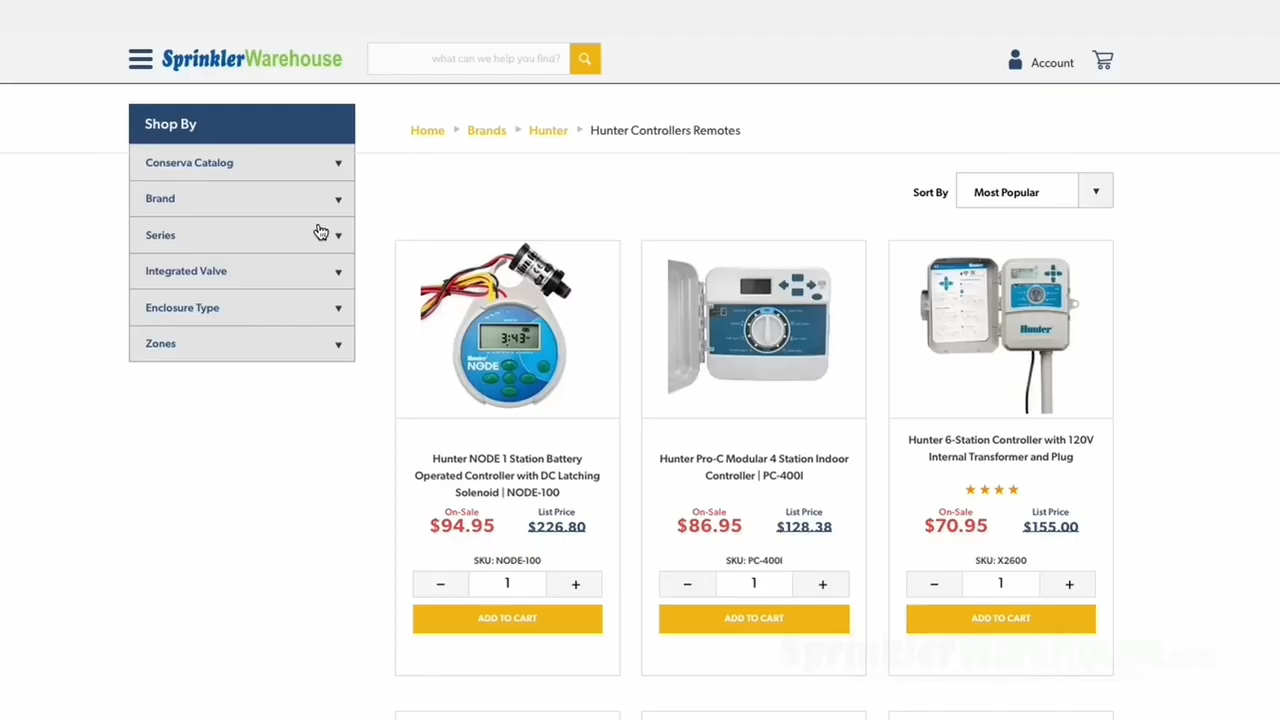 SprinklerWarehouse
what can we help you find?
Account
Shop By
Conserva Catalog
Brand
Series
Integrated Valve
Enclosure Type
Zones
Home Brands Hunter Hunter Controllers Remotes
Sort By Most Popular
3:43
Hunter
NODE
Hunter
Hunter NODE 1 Station Battery
Operated Controller with DC Latching
Solenoid | NODE-100
On-Sale List Price
$94.95 $226.80
SKU: NODE-100
− 1 +
ADD TO CART
Hunter Pro-C Modular 4 Station Indoor
Controller | PC-400I
On-Sale List Price
$86.95 $128.38
SKU: PC-400I
− 1 +
ADD TO CART
Hunter 6-Station Controller with 120V
Internal Transformer and Plug
On-Sale List Price
$70.95 $155.00
SKU: X2600
− 1 +
ADD TO CART
SprinklerWarehouse.com